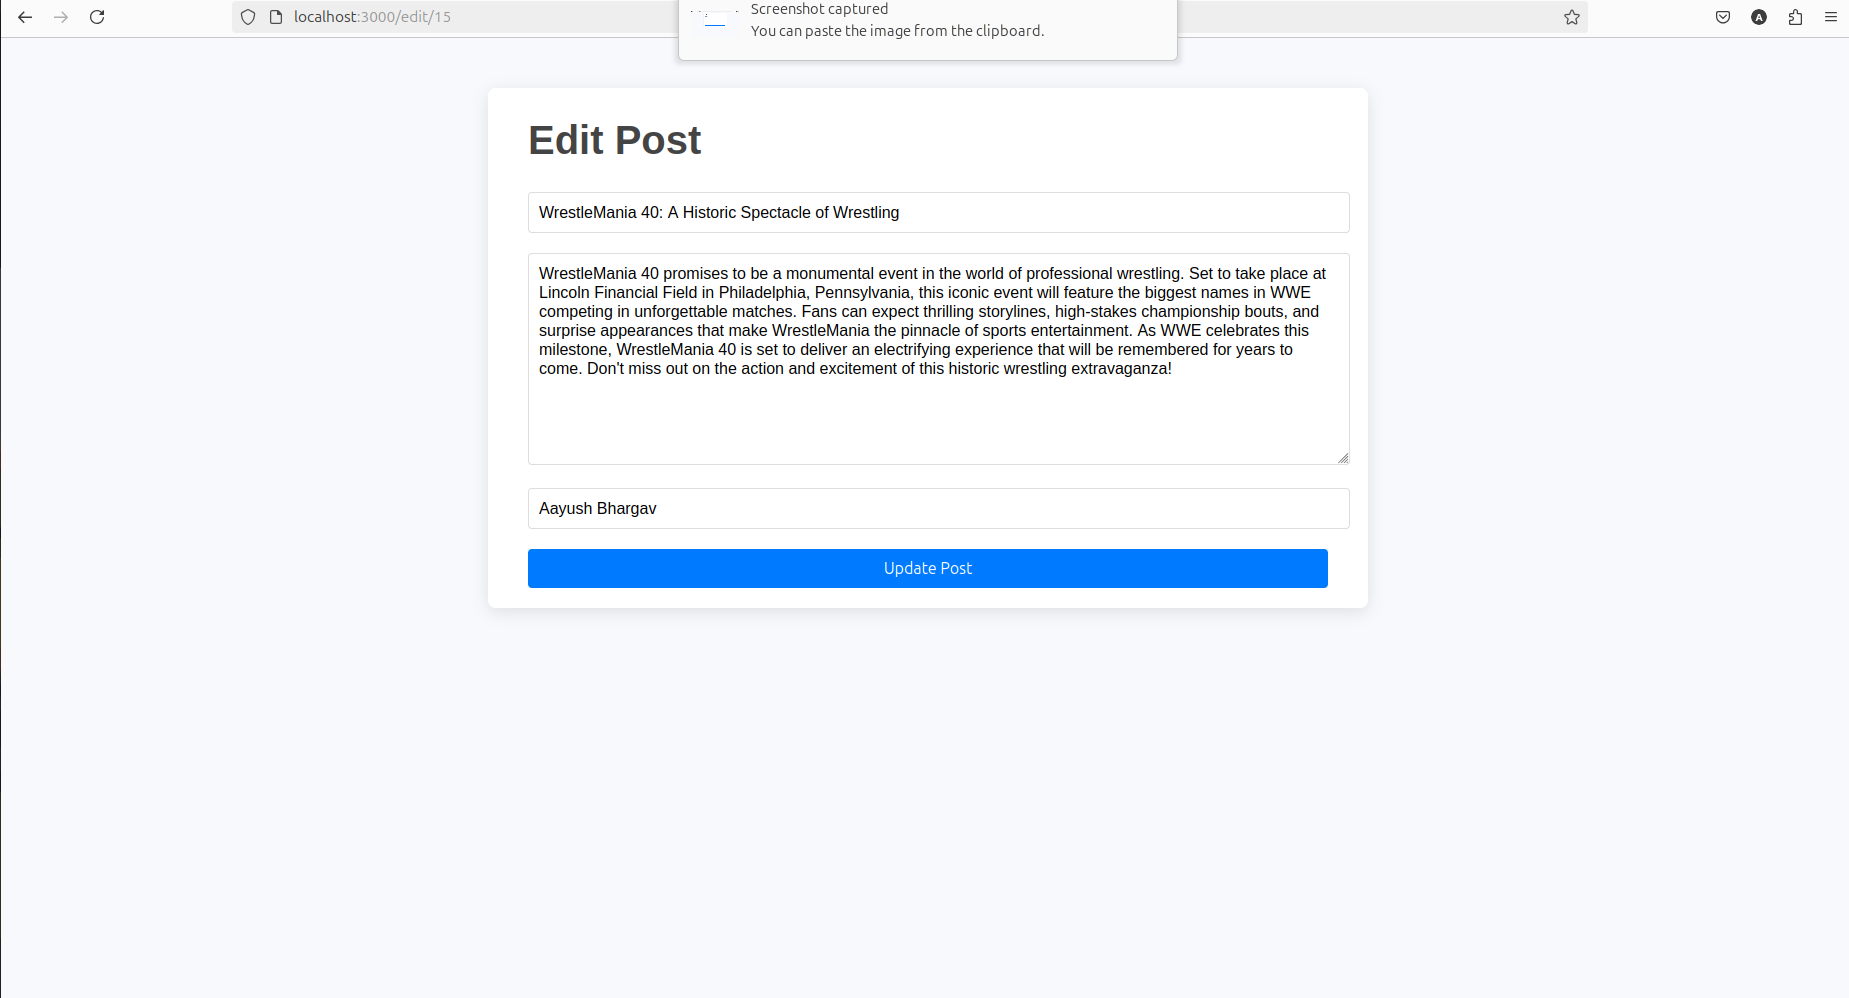 localhost:3000/edit/15
Screenshot captured
You can paste the image from the clipboard.
A
Edit Post
WrestleMania 40: A Historic Spectacle of Wrestling
WrestleMania 40 promises to be a monumental event in the world of professional wrestling. Set to take place at
Lincoln Financial Field in Philadelphia, Pennsylvania, this iconic event will feature the biggest names in WWE
competing in unforgettable matches. Fans can expect thrilling storylines, high-stakes championship bouts, and
surprise appearances that make WrestleMania the pinnacle of sports entertainment. As WWE celebrates this
milestone, WrestleMania 40 is set to deliver an electrifying experience that will be remembered for years to
come. Don't miss out on the action and excitement of this historic wrestling extravaganza!
Aayush Bhargav
Update Post